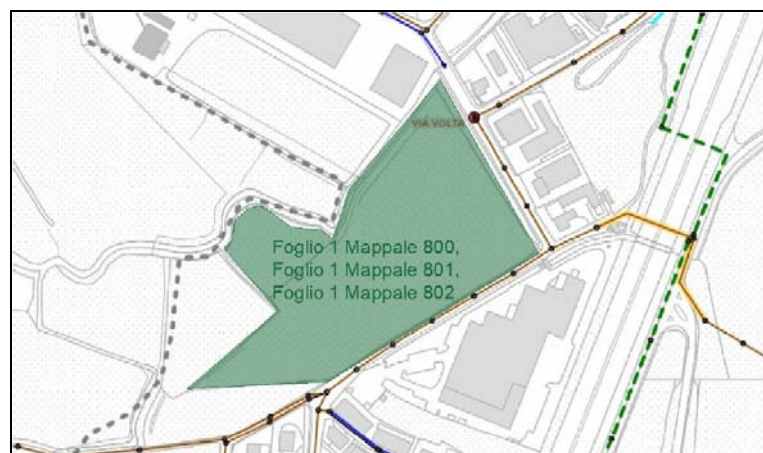 VIA VOLTA
Foglio 1 Mappale 800,
Foglio 1 Mappale 801,
Foglio 1 Mappale 802